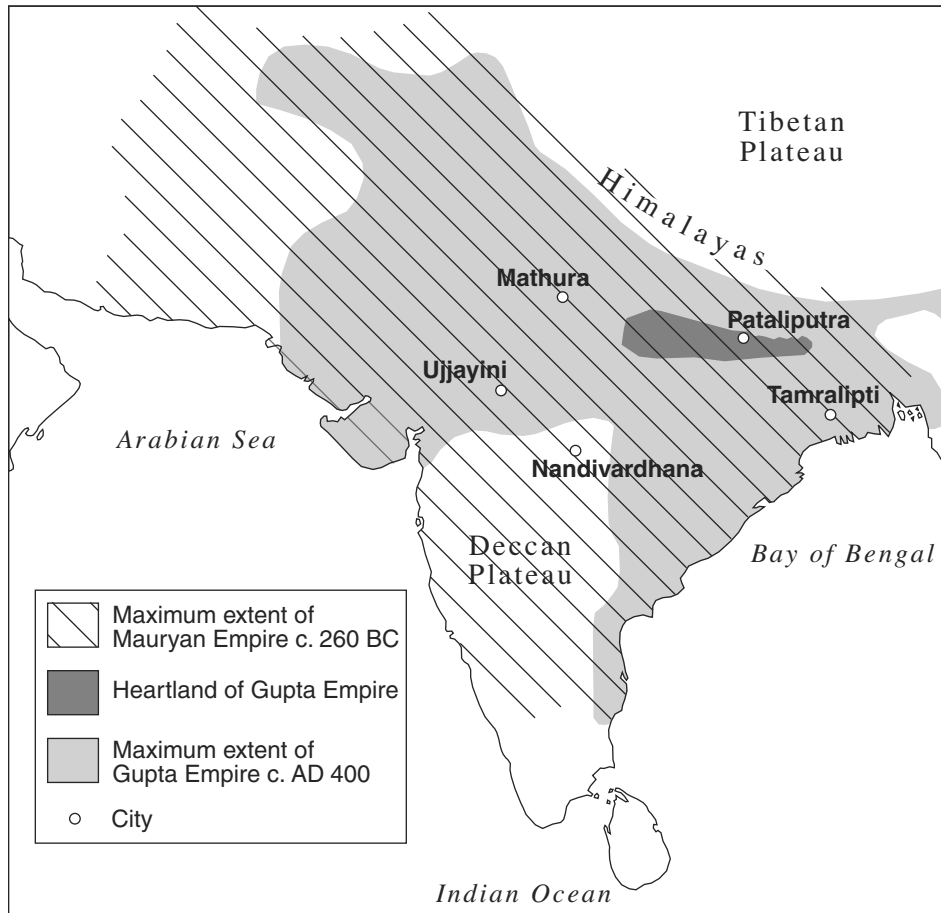 Tibetan
Plateau
Himalayas
Mathura
Pataliputra
Ujjayini
Tamralipti
Arabian Sea
Nandivardhana
Deccan
Plateau
Bay of Bengal
Maximum extent of
Mauryan Empire c. 260 BC
Heartland of Gupta Empire
Maximum extent of
Gupta Empire c. AD 400
City
Indian Ocean